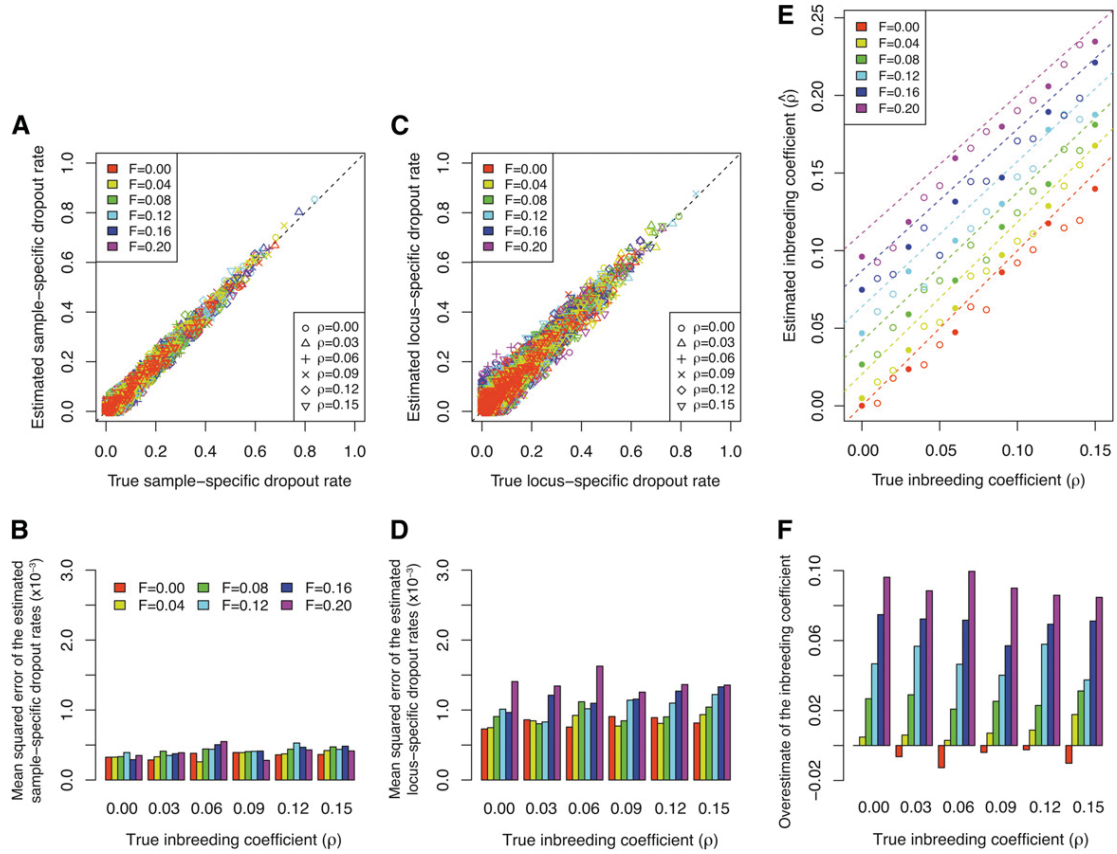 A
Estimated sample−specific dropout rate
1.0
0.8
0.6
0.4
0.2
0.0
F=0.00
F=0.04
F=0.08
F=0.12
F=0.16
F=0.20
ρ=0.00
ρ=0.03
ρ=0.06
ρ=0.09
ρ=0.12
ρ=0.15
0.0 0.2 0.4 0.6 0.8 1.0
True sample−specific dropout rate
C
Estimated locus−specific dropout rate
1.0
0.8
0.6
0.4
0.2
0.0
F=0.00
F=0.04
F=0.08
F=0.12
F=0.16
F=0.20
ρ=0.00
ρ=0.03
ρ=0.06
ρ=0.09
ρ=0.12
ρ=0.15
0.0 0.2 0.4 0.6 0.8 1.0
True locus−specific dropout rate
E
Estimated inbreeding coefficient (ρ̂)
0.25
0.20
0.15
0.10
0.05
0.00
F=0.00
F=0.04
F=0.08
F=0.12
F=0.16
F=0.20
0.00 0.05 0.10 0.15
True inbreeding coefficient (ρ)
B
Mean squared error of the estimated
sample−specific dropout rates (x10⁻³)
3.0
2.0
1.0
0.0
F=0.00 F=0.08 F=0.16
F=0.04 F=0.12 F=0.20
0.00 0.03 0.06 0.09 0.12 0.15
True inbreeding coefficient (ρ)
D
Mean squared error of the estimated
locus−specific dropout rates (x10⁻³)
3.0
2.0
1.0
0.0
0.00 0.03 0.06 0.09 0.12 0.15
True inbreeding coefficient (ρ)
F
Overestimate of the inbreeding coefficient
0.10
0.06
0.02
−0.02
0.00 0.03 0.06 0.09 0.12 0.15
True inbreeding coefficient (ρ)